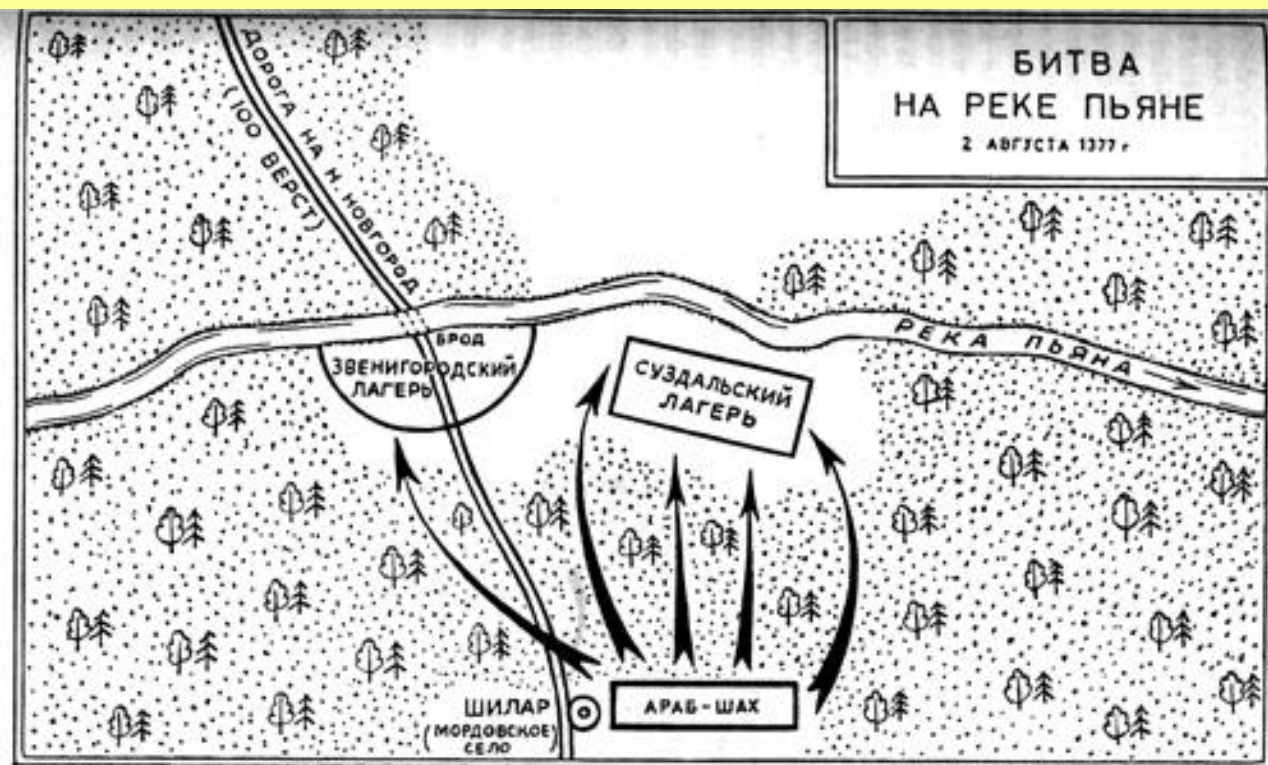 БИТВА
НА РЕКЕ ПЬЯНЕ
2 АВГУСТА 1377 г
ДОРОГА НА Н НОВГОРОД
(100 ВЕРСТ)
БРОД
ЗВЕНИГОРОДСКИЙ
ЛАГЕРЬ
СУЗДАЛЬСКИЙ
ЛАГЕРЬ
РЕКА ПЬЯНА
ШИЛАР
(МОРДОВСКОЕ
СЕЛО
АРАБ-ШАХ